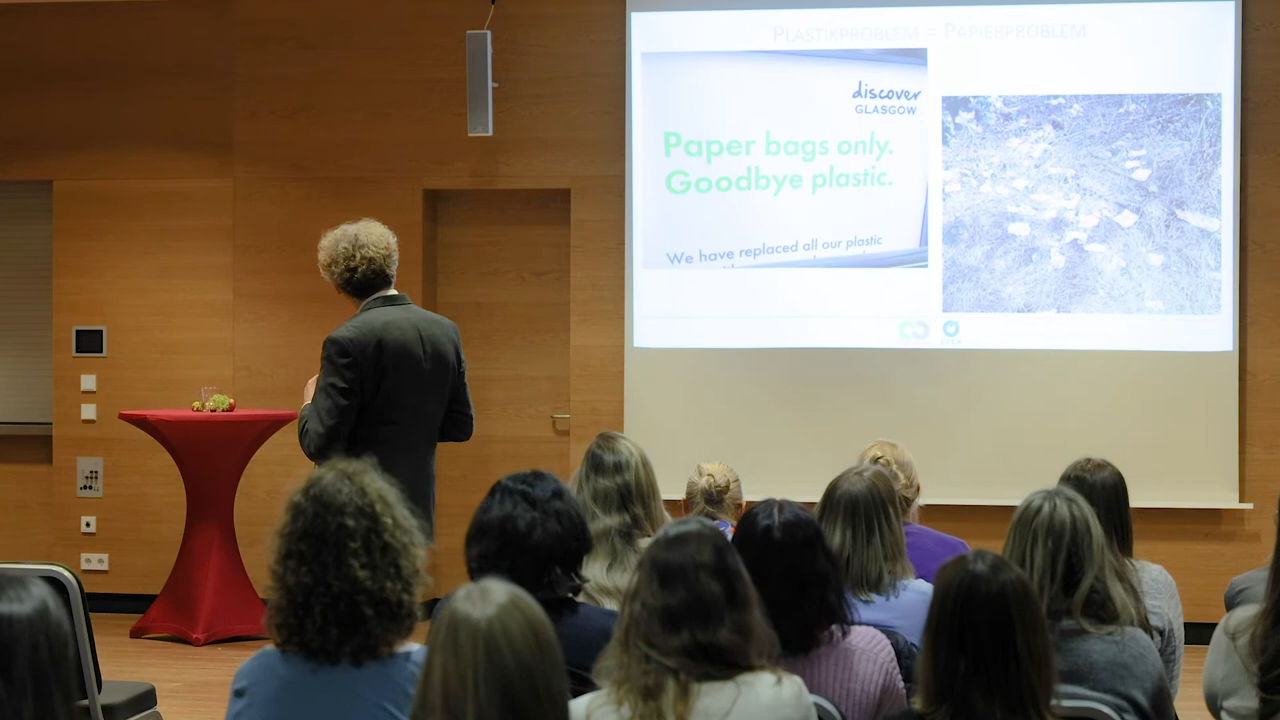 PLASTIKPROBLEM = PAPIERPROBLEM
discover
GLASGOW
Paper bags only.
Goodbye plastic.
We have replaced all our plastic